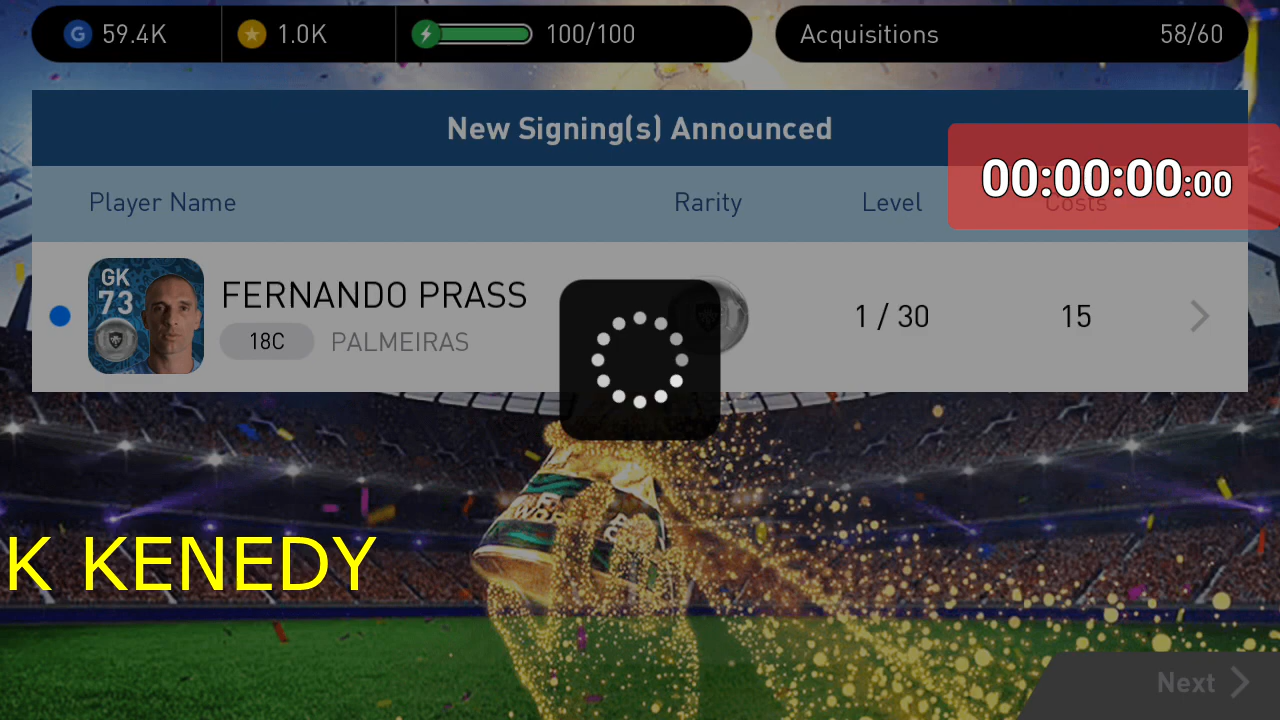 G 59.4K 1.0K 100/100 Acquisitions 58/60
New Signing(s) Announced
00:00:00:00
Player Name Rarity Level Costs
GK
73
FERNANDO PRASS 1 / 30 15
18C PALMEIRAS
K KENEDY
Next